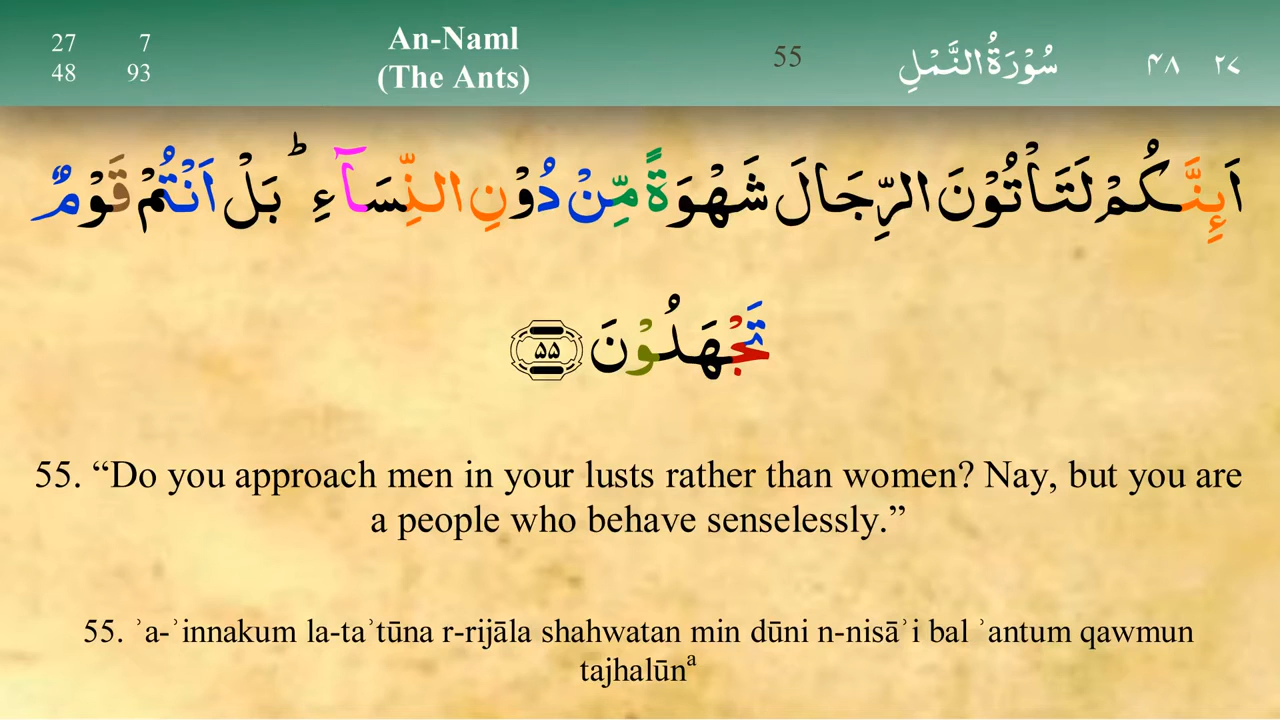 27 7 An-Naml 55 سُوْرَةُ النَّمْلِ ۴۸ ۲۷
48 93 (The Ants)
اَئِنَّكُمْ لَتَاْتُوْنَ الرِّجَالَ شَهْوَةً مِّنْ دُوْنِ النِّسَآءِ ؕ بَلْ اَنْتُمْ قَوْمٌ
تَجْهَلُوْنَ ۵۵
55. “Do you approach men in your lusts rather than women? Nay, but you are
a people who behave senselessly.”
55. ʾa-ʾinnakum la-taʾtūna r-rijāla shahwatan min dūni n-nisāʾi bal ʾantum qawmun
tajhalūnᵃ